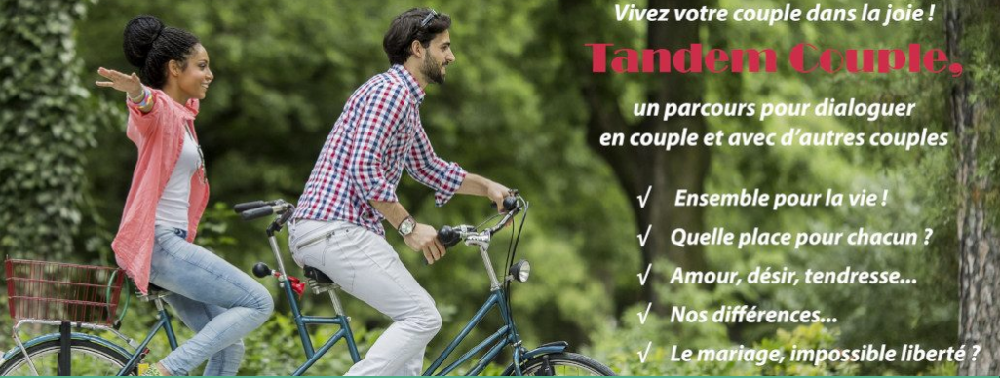 Vivez votre couple dans la joie !
Tandem Couple,
un parcours pour dialoguer
en couple et avec d'autres couples
√ Ensemble pour la vie !
√ Quelle place pour chacun ?
√ Amour, désir, tendresse...
√ Nos différences...
√ Le mariage, impossible liberté ?